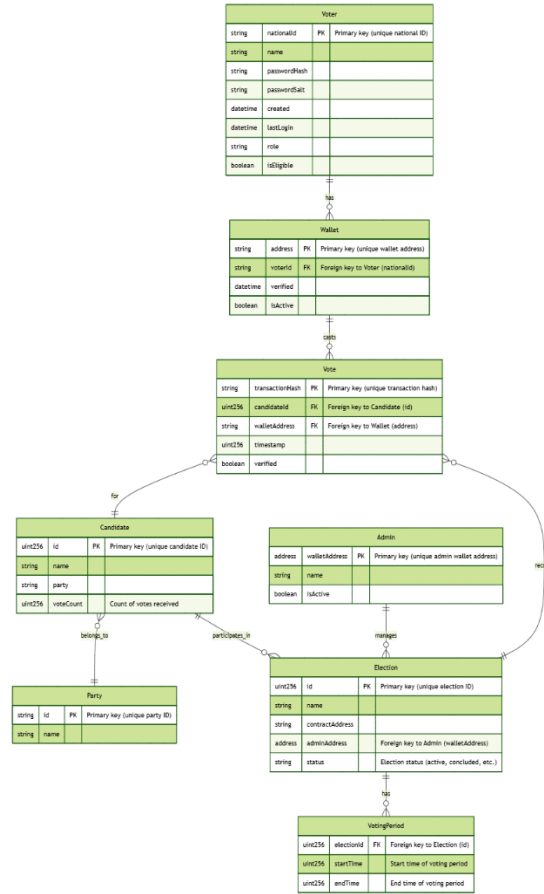 Voter
string nationalId PK Primary key (unique national ID)
string name
string passwordHash
string passwordSalt
datetime created
datetime lastLogin
string role
boolean isEligible
has
Wallet
string address PK Primary key (unique wallet address)
string voterId FK Foreign key to Voter (nationalId)
datetime verified
boolean isActive
casts
Vote
string transactionHash PK Primary key (unique transaction hash)
uint256 candidateId FK Foreign key to Candidate (id)
string walletAddress FK Foreign key to Wallet (address)
uint256 timestamp
boolean verified
for
reco
Candidate
uint256 id PK Primary key (unique candidate ID)
string name
string party
uint256 voteCount Count of votes received
Admin
address walletAddress PK Primary key (unique admin wallet address)
string name
boolean isActive
belongs_to
participates_in
manages
Party
string id PK Primary key (unique party ID)
string name
Election
uint256 id PK Primary key (unique election ID)
string name
string contractAddress
address adminAddress Foreign key to Admin (walletAddress)
string status Election status (active, concluded, etc.)
has
VotingPeriod
uint256 electionId FK Foreign key to Election (id)
uint256 startTime Start time of voting period
uint256 endTime End time of voting period